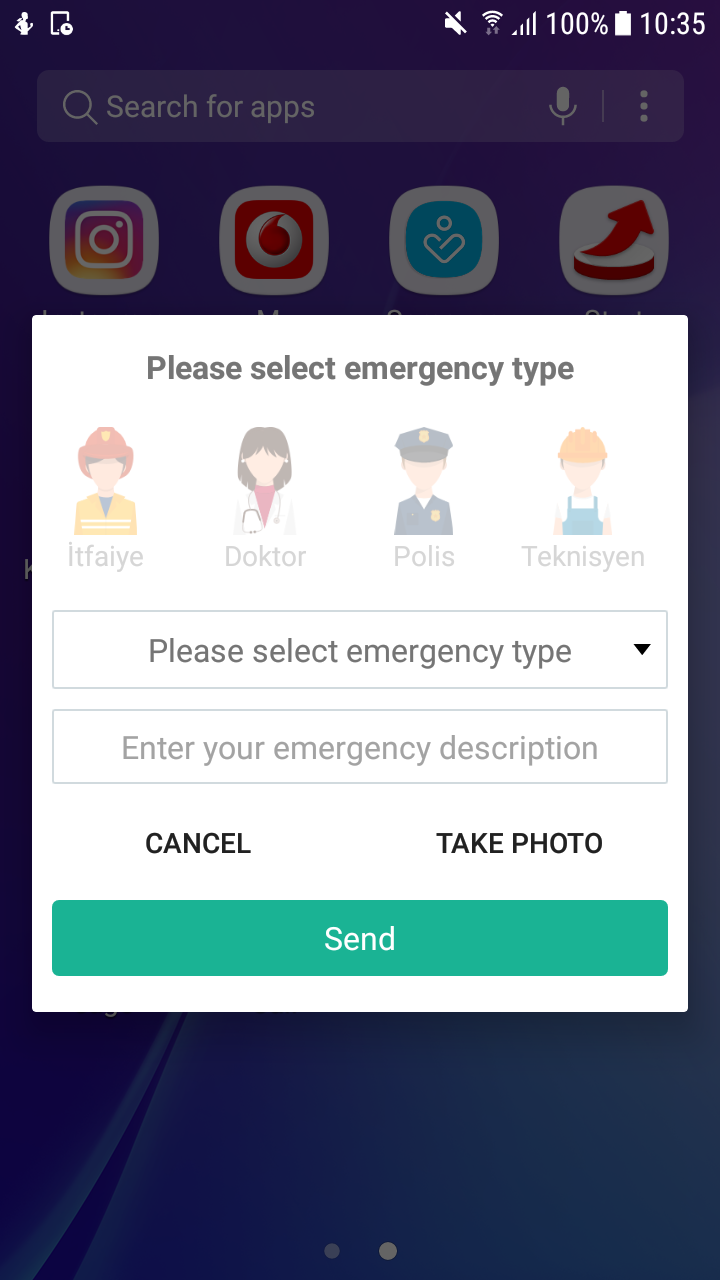 100% 10:35
Search for apps
Please select emergency type
İtfaiye Doktor Polis Teknisyen
Please select emergency type
Enter your emergency description
CANCEL TAKE PHOTO
Send